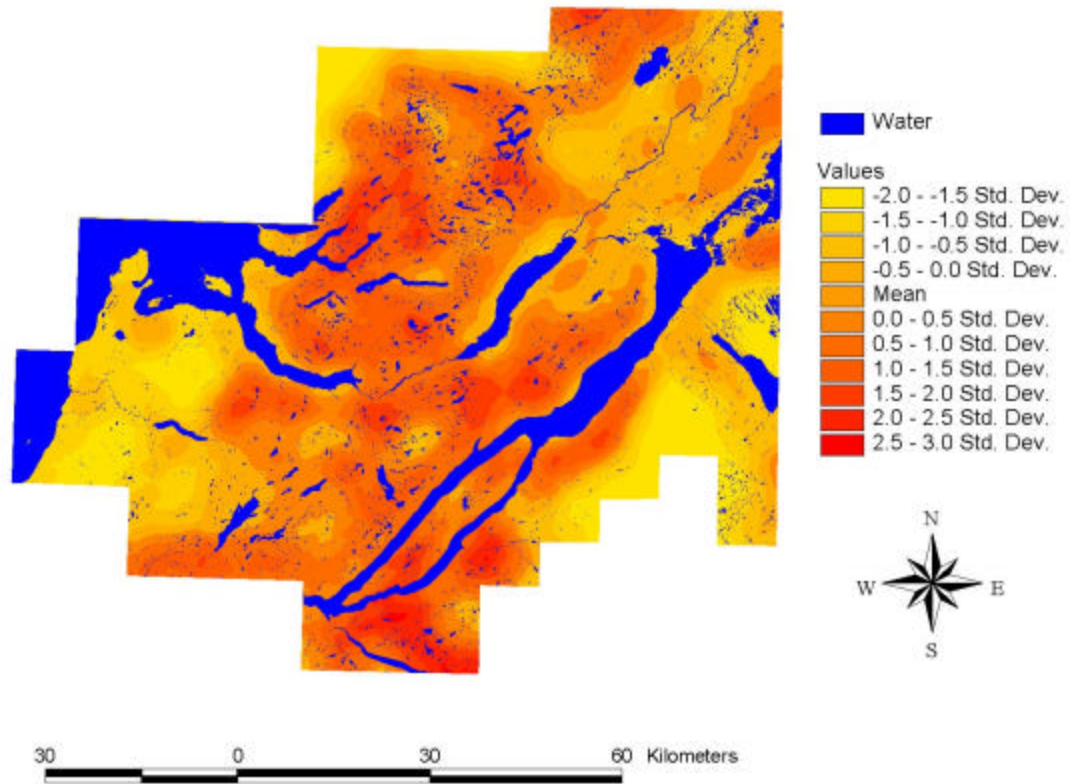 Water
Values
-2.0 - -1.5 Std. Dev.
-1.5 - -1.0 Std. Dev.
-1.0 - -0.5 Std. Dev.
-0.5 - 0.0 Std. Dev.
Mean
0.0 - 0.5 Std. Dev.
0.5 - 1.0 Std. Dev.
1.0 - 1.5 Std. Dev.
1.5 - 2.0 Std. Dev.
2.0 - 2.5 Std. Dev.
2.5 - 3.0 Std. Dev.
N
W E
S
30 0 30 60 Kilometers